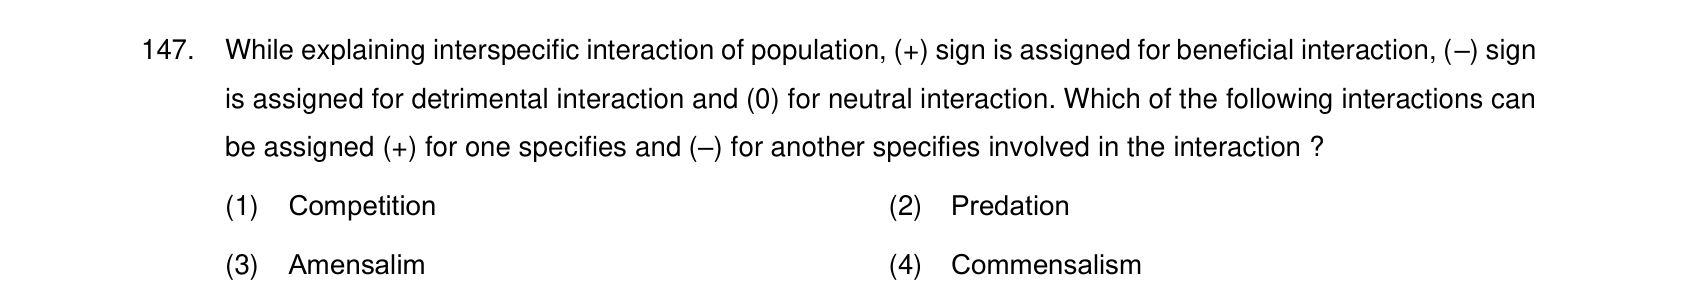 147. While explaining interspecific interaction of population, (+) sign is assigned for beneficial interaction, (–) sign
is assigned for detrimental interaction and (0) for neutral interaction. Which of the following interactions can
be assigned (+) for one specifies and (–) for another specifies involved in the interaction ?
(1) Competition (2) Predation
(3) Amensalim (4) Commensalism